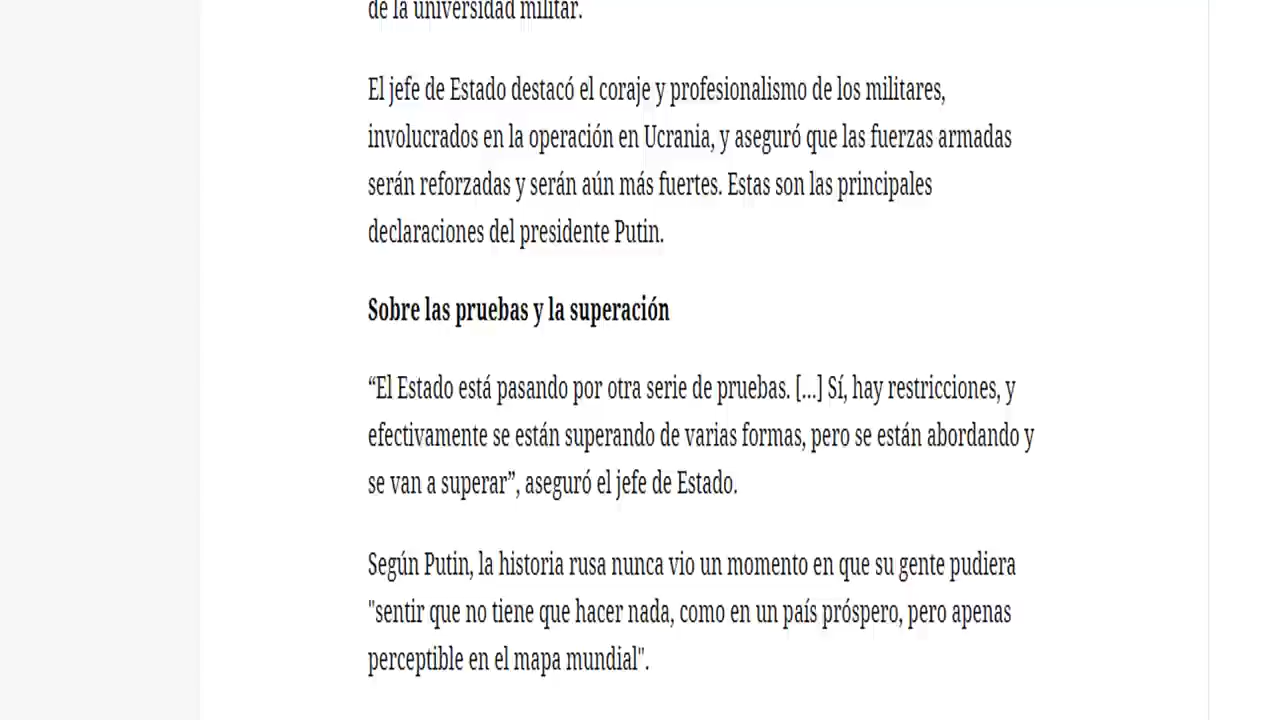 de la universidad militar.
El jefe de Estado destacó el coraje y profesionalismo de los militares,
involucrados en la operación en Ucrania, y aseguró que las fuerzas armadas
serán reforzadas y serán aún más fuertes. Estas son las principales
declaraciones del presidente Putin.
Sobre las pruebas y la superación
“El Estado está pasando por otra serie de pruebas. [...] Sí, hay restricciones, y
efectivamente se están superando de varias formas, pero se están abordando y
se van a superar”, aseguró el jefe de Estado.
Según Putin, la historia rusa nunca vio un momento en que su gente pudiera
"sentir que no tiene que hacer nada, como en un país próspero, pero apenas
perceptible en el mapa mundial".